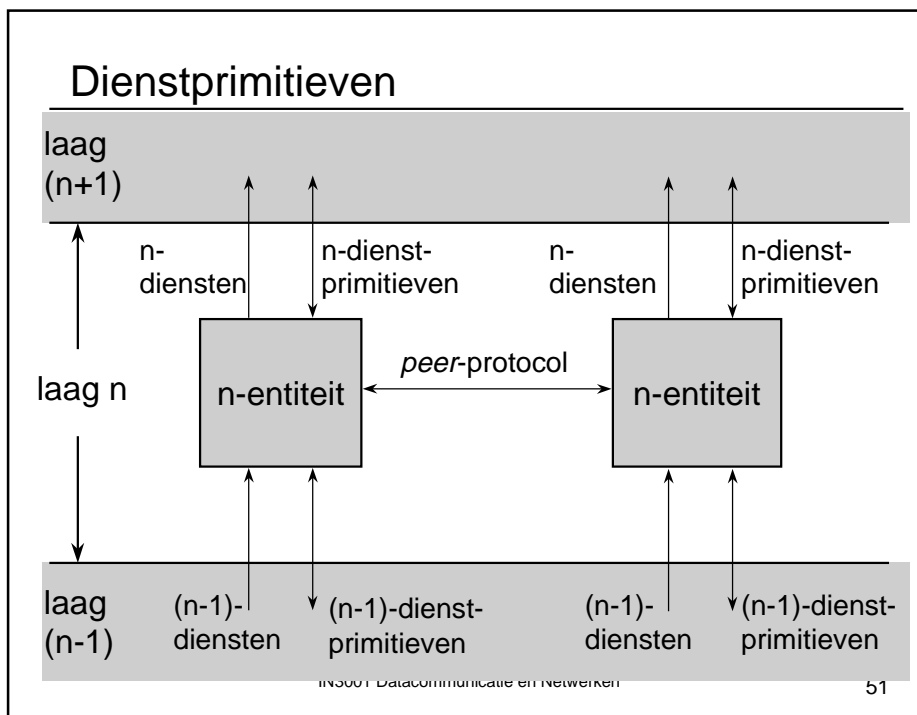 Dienstprimitieven
laag
(n+1)
n-
diensten
n-dienst-
primitieven
n-
diensten
n-dienst-
primitieven
laag n
n-entiteit
peer-protocol
n-entiteit
laag
(n-1)
(n-1)-
diensten
(n-1)-dienst-
primitieven
(n-1)-
diensten
(n-1)-dienst-
primitieven
IN3001 Datacommunicatie en Netwerken
51